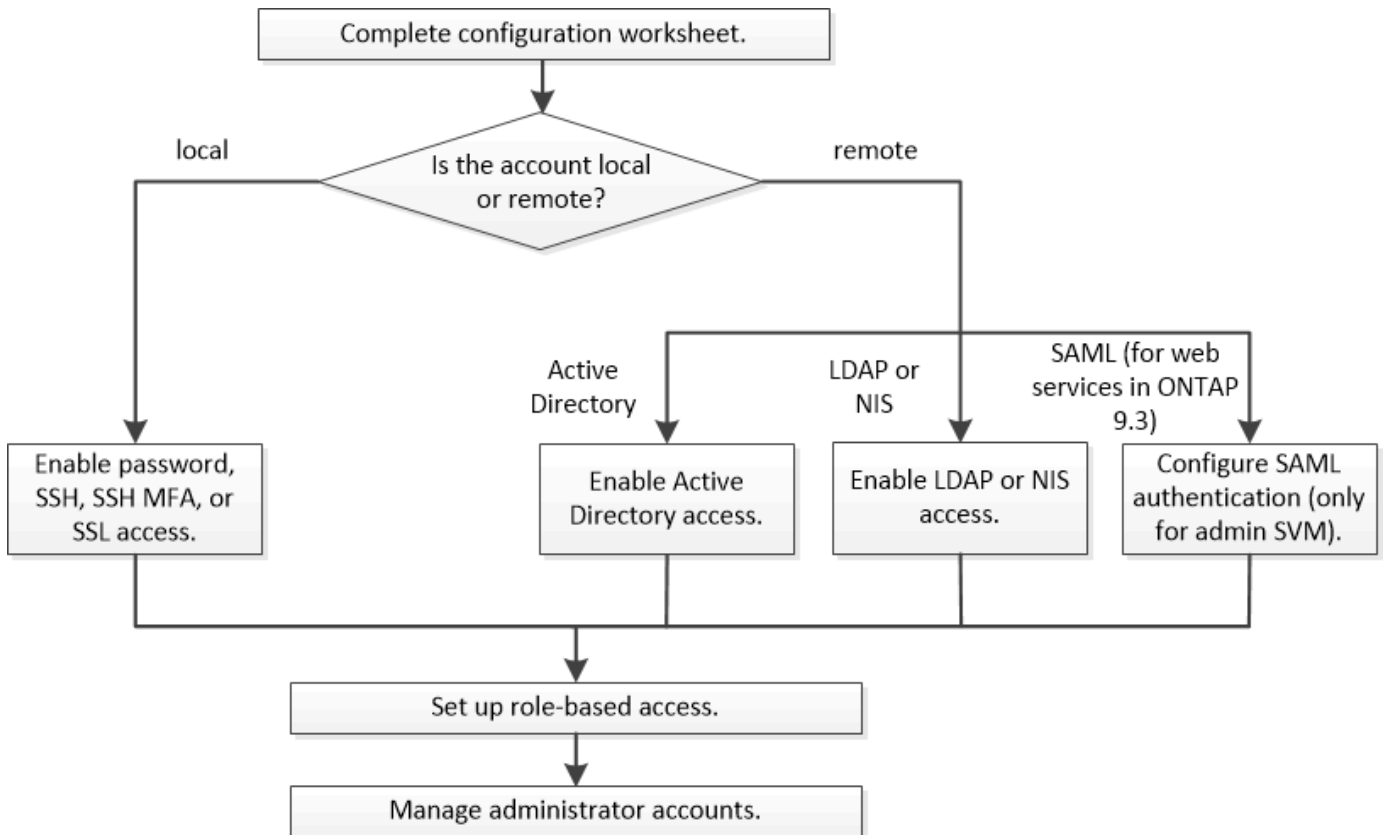 Complete configuration worksheet.
local
remote
Is the account local
or remote?
Active
Directory
LDAP or
NIS
SAML (for web
services in ONTAP
9.3)
Enable password,
SSH, SSH MFA, or
SSL access.
Enable Active
Directory access.
Enable LDAP or NIS
access.
Configure SAML
authentication (only
for admin SVM).
Set up role-based access.
Manage administrator accounts.